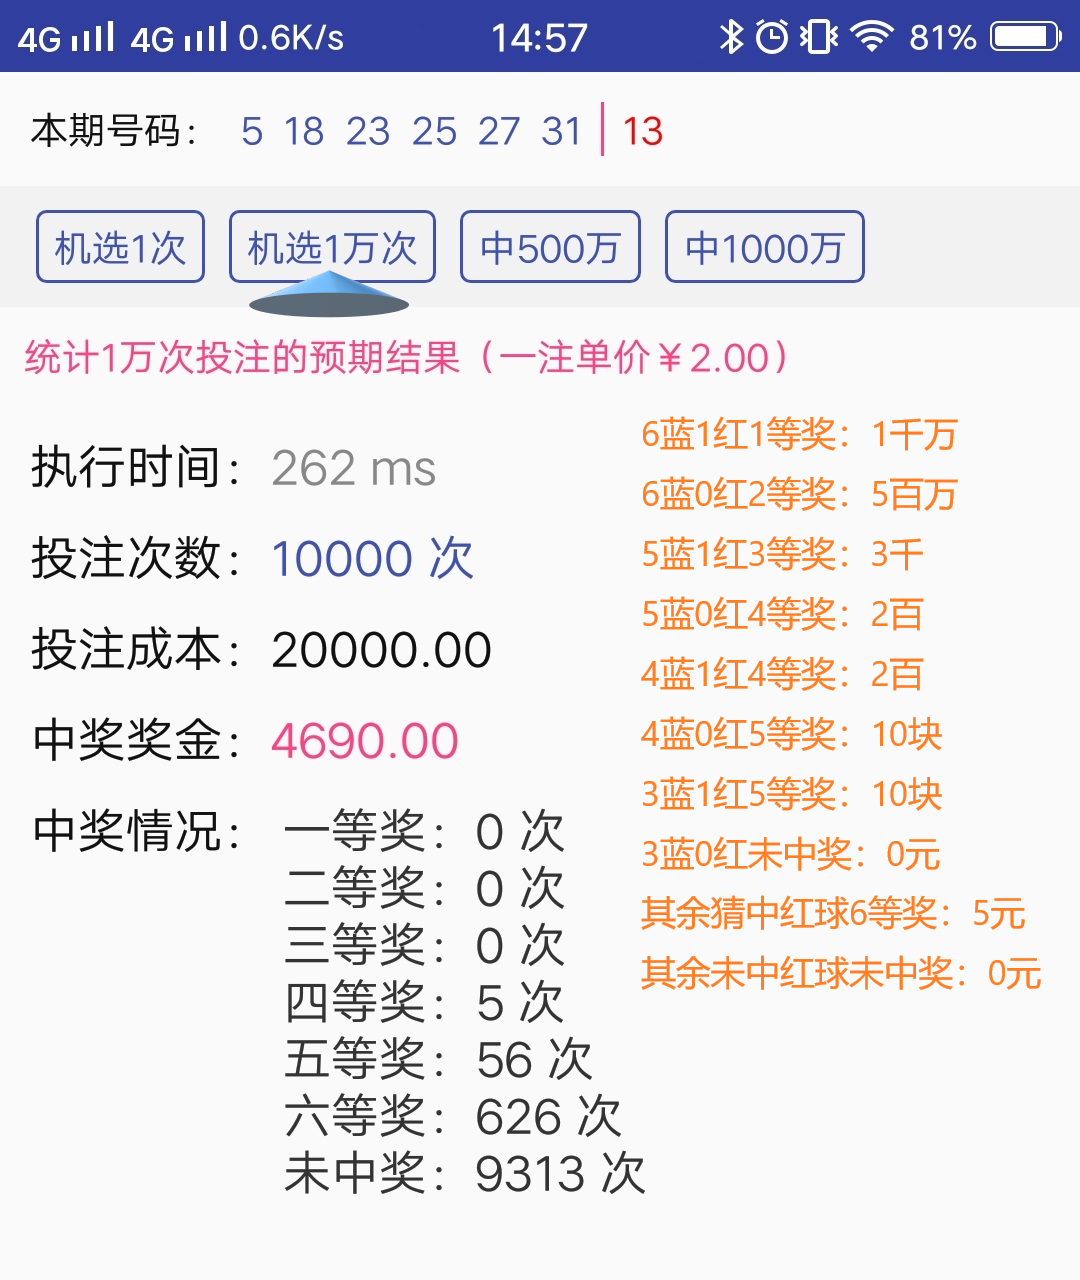 4G 4G 0.6K/s 14:57 81%
本期号码： 5 18 23 25 27 31 13
机选1次 机选1万次 中500万 中1000万
统计1万次投注的预期结果（一注单价￥2.00）
执行时间： 262 ms
投注次数： 10000 次
投注成本： 20000.00
中奖奖金： 4690.00
中奖情况： 一等奖： 0 次
二等奖： 0 次
三等奖： 0 次
四等奖： 5 次
五等奖： 56 次
六等奖： 626 次
未中奖： 9313 次
6蓝1红1等奖：1千万
6蓝0红2等奖：5百万
5蓝1红3等奖：3千
5蓝0红4等奖：2百
4蓝1红4等奖：2百
4蓝0红5等奖：10块
3蓝1红5等奖：10块
3蓝0红未中奖：0元
其余猜中红球6等奖：5元
其余未中红球未中奖：0元